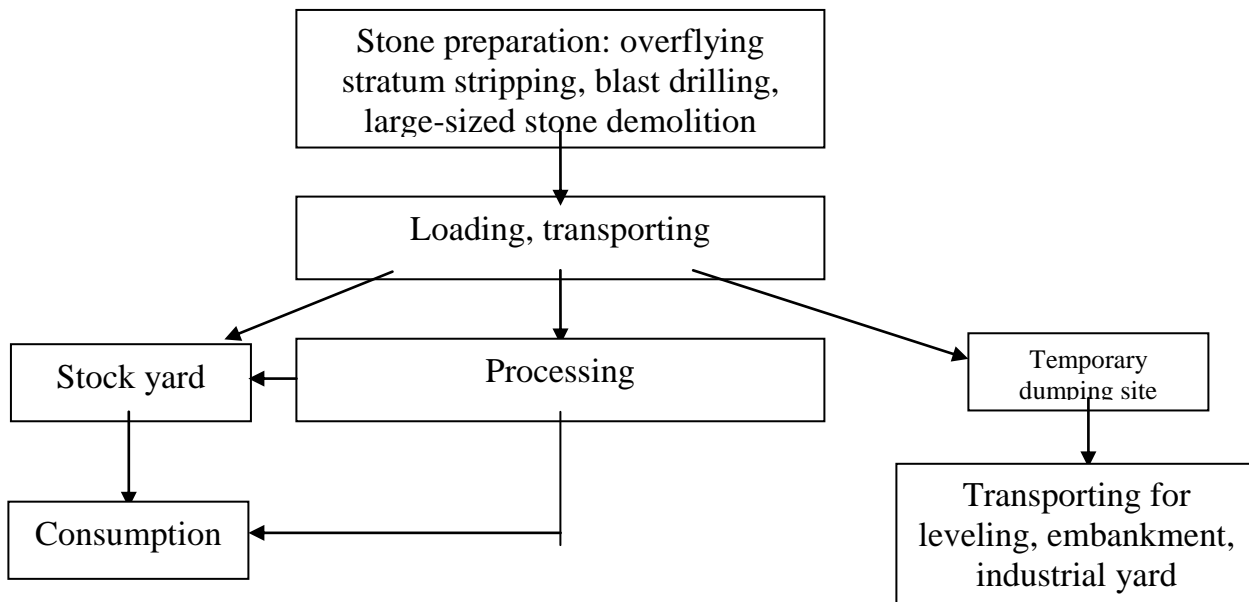 Stone preparation: overflying
stratum stripping, blast drilling,
large-sized stone demolition
Loading, transporting
Stock yard
Processing
Temporary
dumping site
Consumption
Transporting for
leveling, embankment,
industrial yard